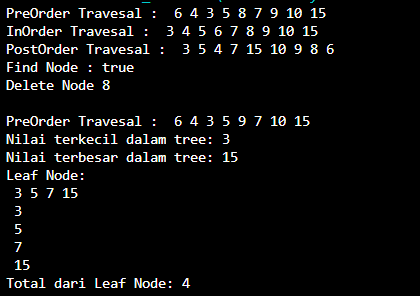 PreOrder Travesal :  6 4 3 5 8 7 9 10 15
InOrder Travesal :  3 4 5 6 7 8 9 10 15
PostOrder Travesal :  3 5 4 7 15 10 9 8 6
Find Node : true
Delete Node 8

PreOrder Travesal :  6 4 3 5 9 7 10 15
Nilai terkecil dalam tree: 3
Nilai terbesar dalam tree: 15
Leaf Node:
 3 5 7 15
 3
 5
 7
 15
Total dari Leaf Node: 4